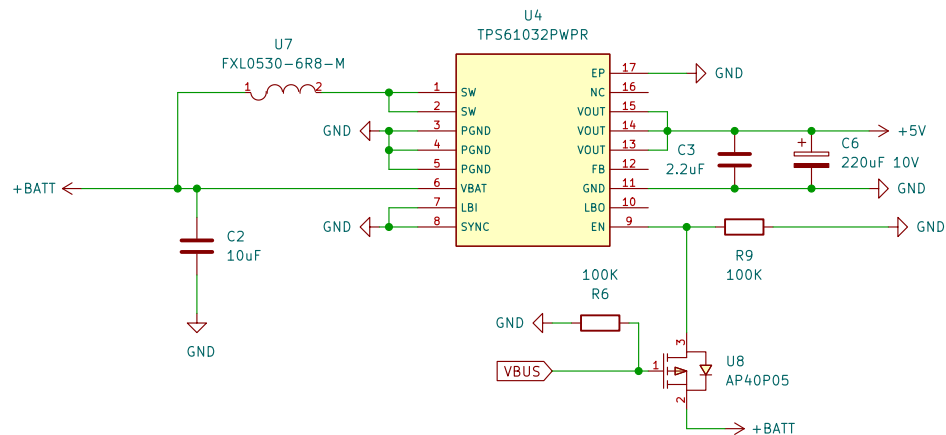 U4
TPS61032PWPR
U7
FXL0530-6R8-M
1 2
1 SW
2 SW
3 PGND
4 PGND
5 PGND
6 VBAT
7 LBI
8 SYNC
EP 17
NC 16
VOUT 15
VOUT 14
VOUT 13
FB 12
GND 11
LBO 10
EN 9
GND
GND
+BATT
GND
C2
10uF
GND
+5V
C3
2.2uF
+
C6
220uF 10V
GND
GND
R9
100K
100K
R6
GND
VBUS
1
3
2
U8
AP40P05
+BATT